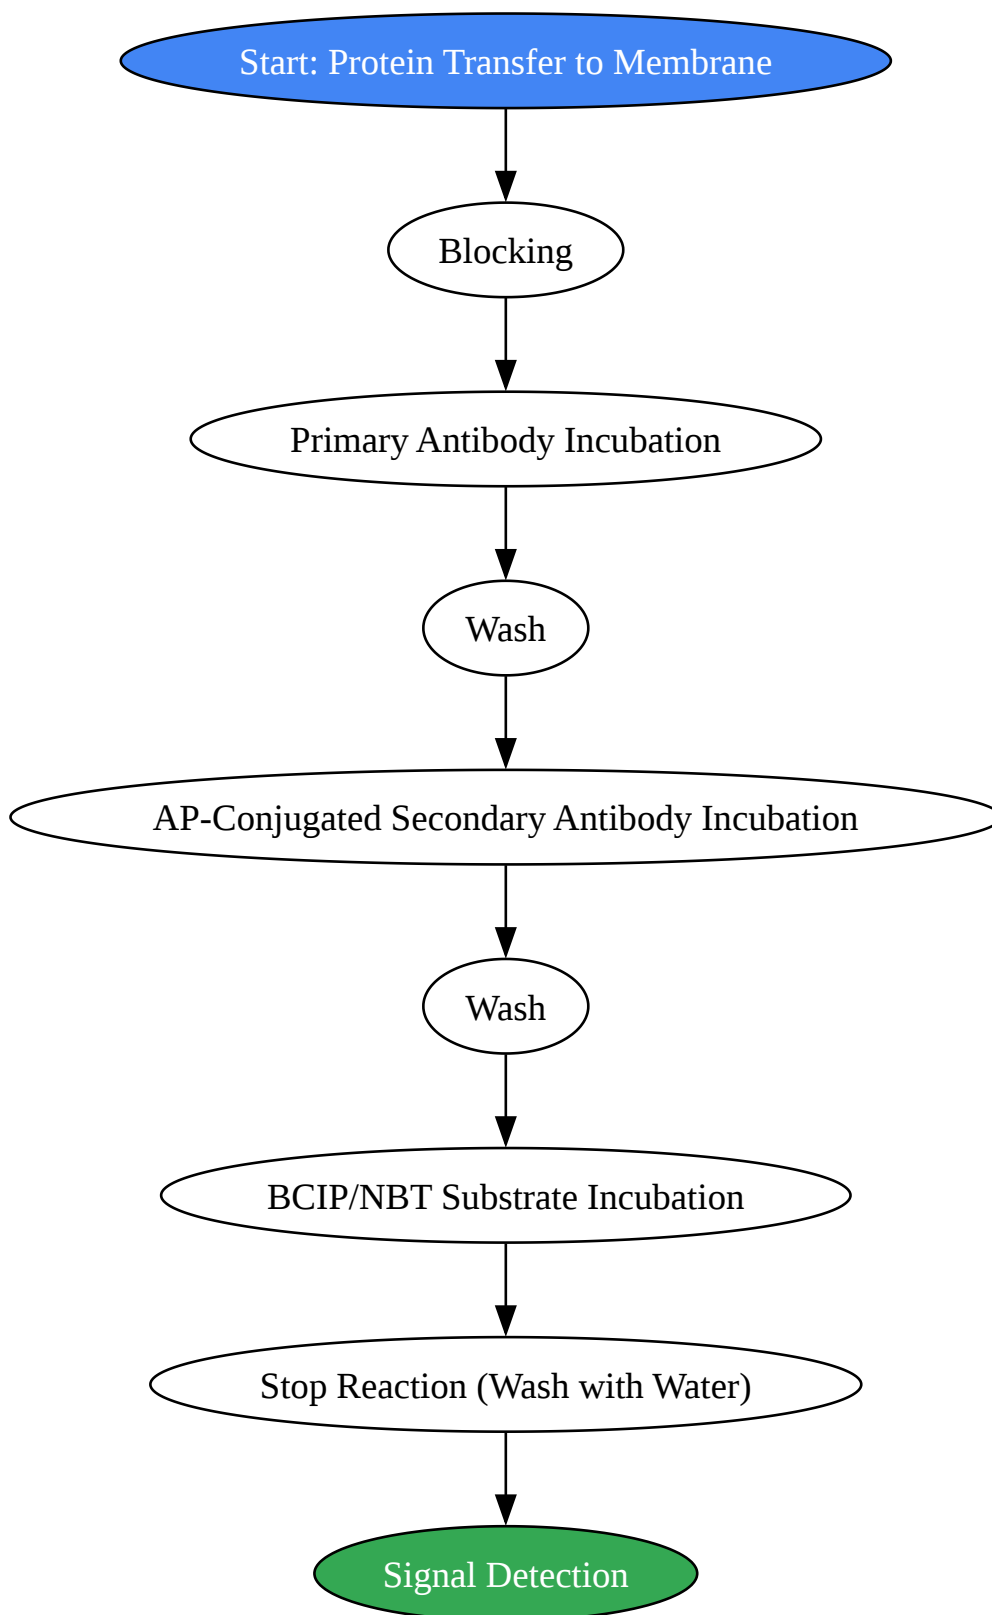 Start: Protein Transfer to Membrane
Blocking
Primary Antibody Incubation
Wash
AP-Conjugated Secondary Antibody Incubation
Wash
BCIP/NBT Substrate Incubation
Stop Reaction (Wash with Water)
Signal Detection